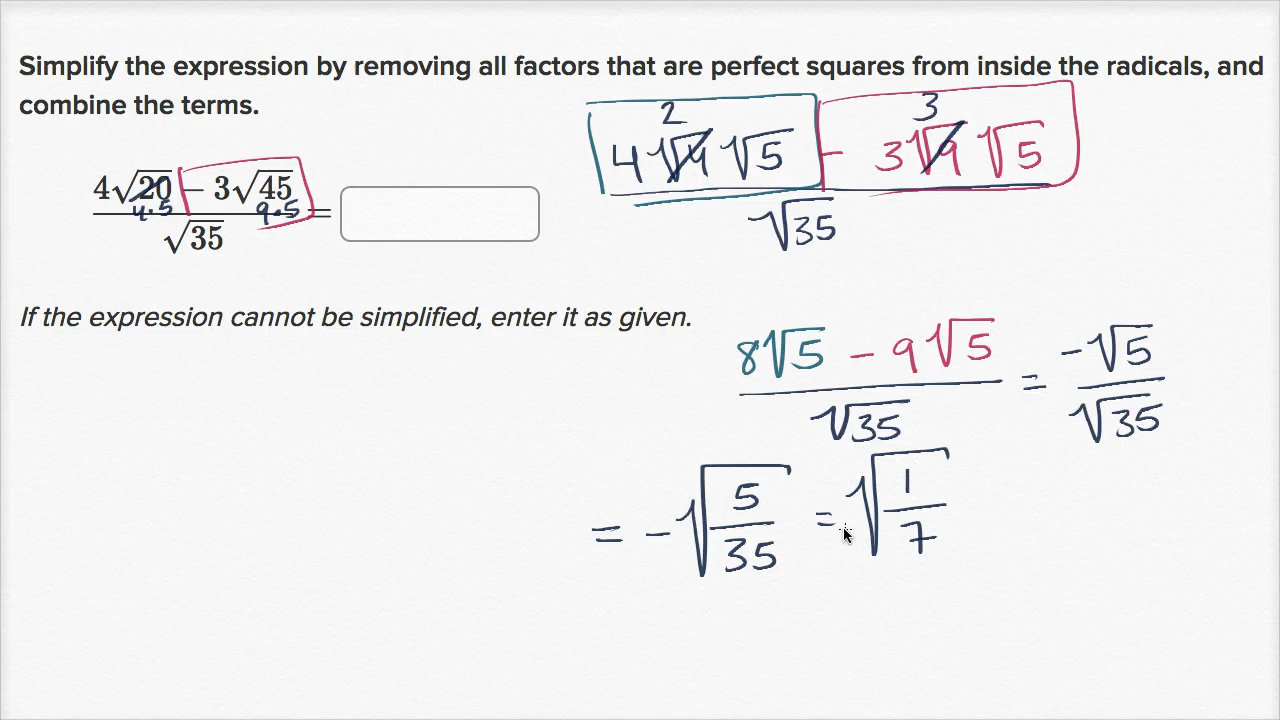 Simplify the expression by removing all factors that are perfect squares from inside the radicals, and
combine the terms.
(4√20 − 3√45)/√35 =
4·5 9·5
2 3
(4√4 √5 − 3√9 √5)/√35
If the expression cannot be simplified, enter it as given.
(8√5 − 9√5)/√35 = −√5/√35
= −√(5/35) = √(1/7)